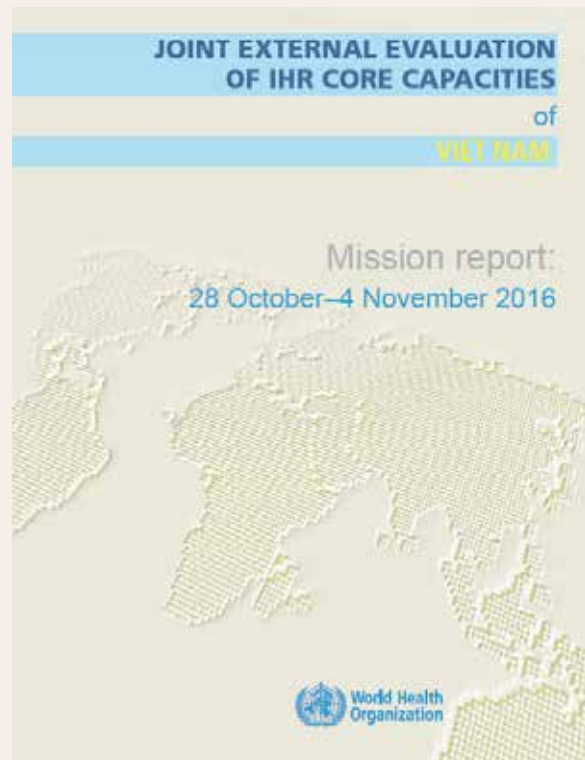 JOINT EXTERNAL EVALUATION
OF IHR CORE CAPACITIES
of
VIET NAM
Mission report:
28 October–4 November 2016
World Health
Organization